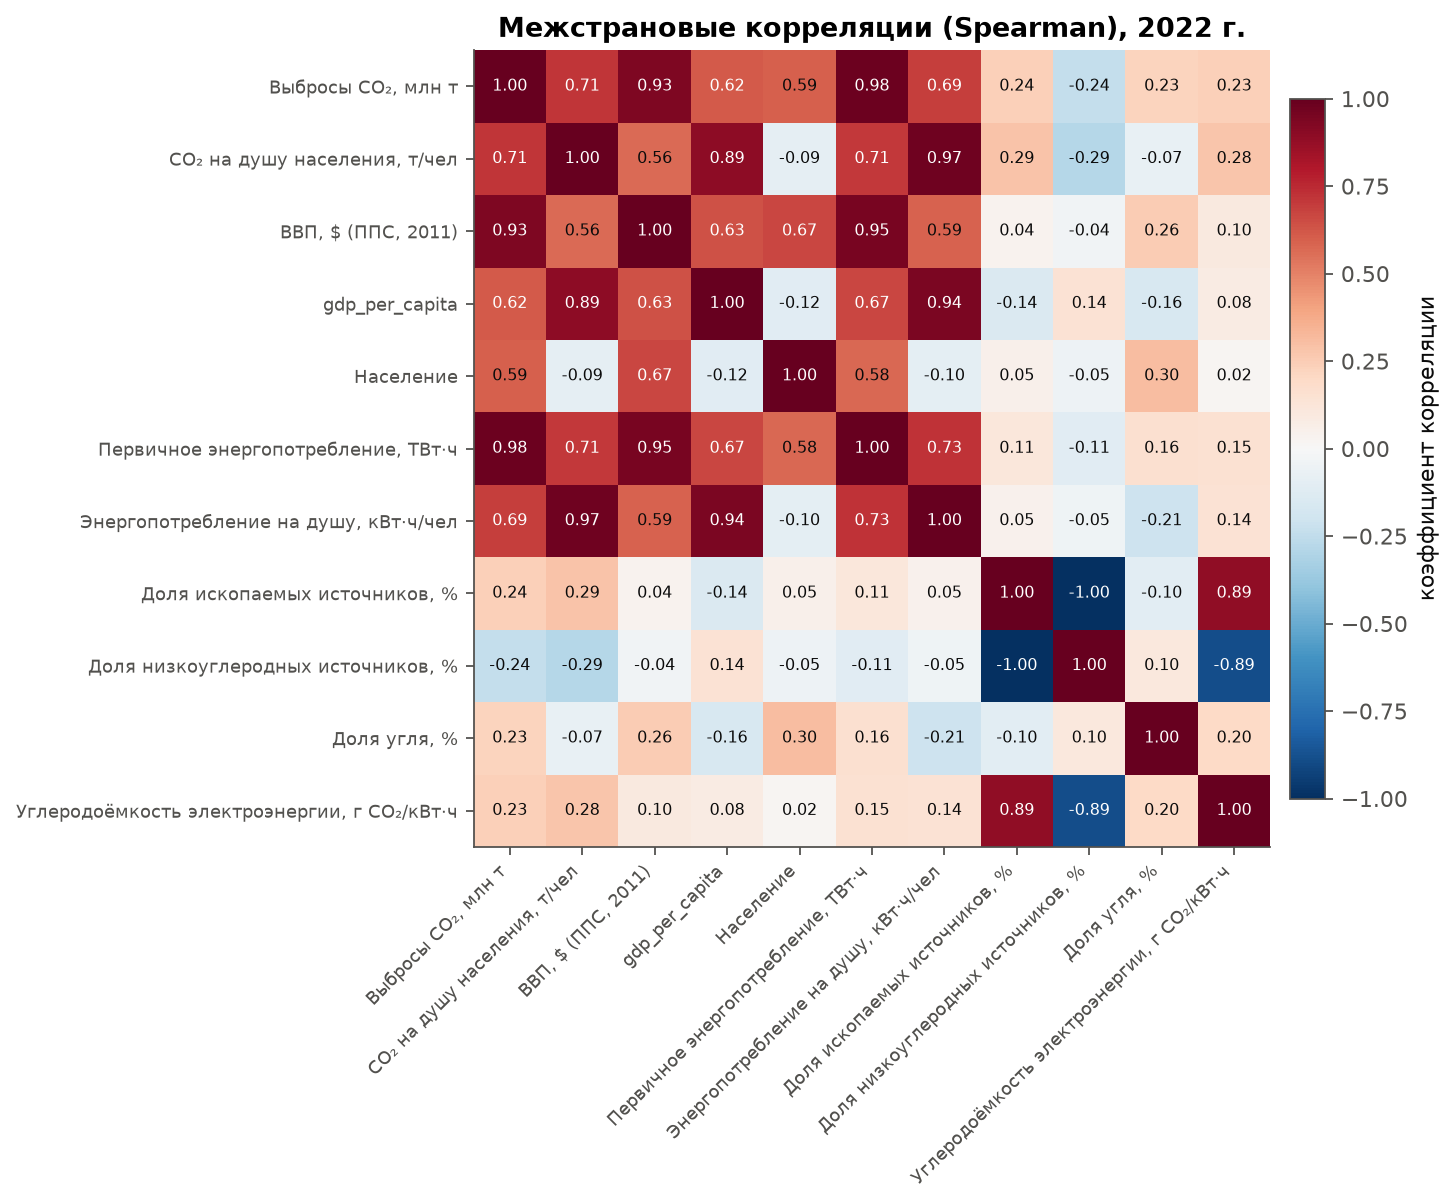 Межстрановые корреляции (Spearman), 2022 г.
Выбросы CO₂, млн т 1.00 0.71 0.93 0.62 0.59 0.98 0.69 0.24 -0.24 0.23 0.23
CO₂ на душу населения, т/чел 0.71 1.00 0.56 0.89 -0.09 0.71 0.97 0.29 -0.29 -0.07 0.28
ВВП, $ (ППС, 2011) 0.93 0.56 1.00 0.63 0.67 0.95 0.59 0.04 -0.04 0.26 0.10
gdp_per_capita 0.62 0.89 0.63 1.00 -0.12 0.67 0.94 -0.14 0.14 -0.16 0.08
Население 0.59 -0.09 0.67 -0.12 1.00 0.58 -0.10 0.05 -0.05 0.30 0.02
Первичное энергопотребление, ТВт·ч 0.98 0.71 0.95 0.67 0.58 1.00 0.73 0.11 -0.11 0.16 0.15
Энергопотребление на душу, кВт·ч/чел 0.69 0.97 0.59 0.94 -0.10 0.73 1.00 0.05 -0.05 -0.21 0.14
Доля ископаемых источников, % 0.24 0.29 0.04 -0.14 0.05 0.11 0.05 1.00 -1.00 -0.10 0.89
Доля низкоуглеродных источников, % -0.24 -0.29 -0.04 0.14 -0.05 -0.11 -0.05 -1.00 1.00 0.10 -0.89
Доля угля, % 0.23 -0.07 0.26 -0.16 0.30 0.16 -0.21 -0.10 0.10 1.00 0.20
Углеродоёмкость электроэнергии, г CO₂/кВт·ч 0.23 0.28 0.10 0.08 0.02 0.15 0.14 0.89 -0.89 0.20 1.00
Выбросы CO₂, млн т
CO₂ на душу населения, т/чел
ВВП, $ (ППС, 2011)
gdp_per_capita
Население
Первичное энергопотребление, ТВт·ч
Энергопотребление на душу, кВт·ч/чел
Доля ископаемых источников, %
Доля низкоуглеродных источников, %
Доля угля, %
Углеродоёмкость электроэнергии, г CO₂/кВт·ч
1.00
0.75
0.50
0.25
0.00
−0.25
−0.50
−0.75
−1.00
коэффициент корреляции